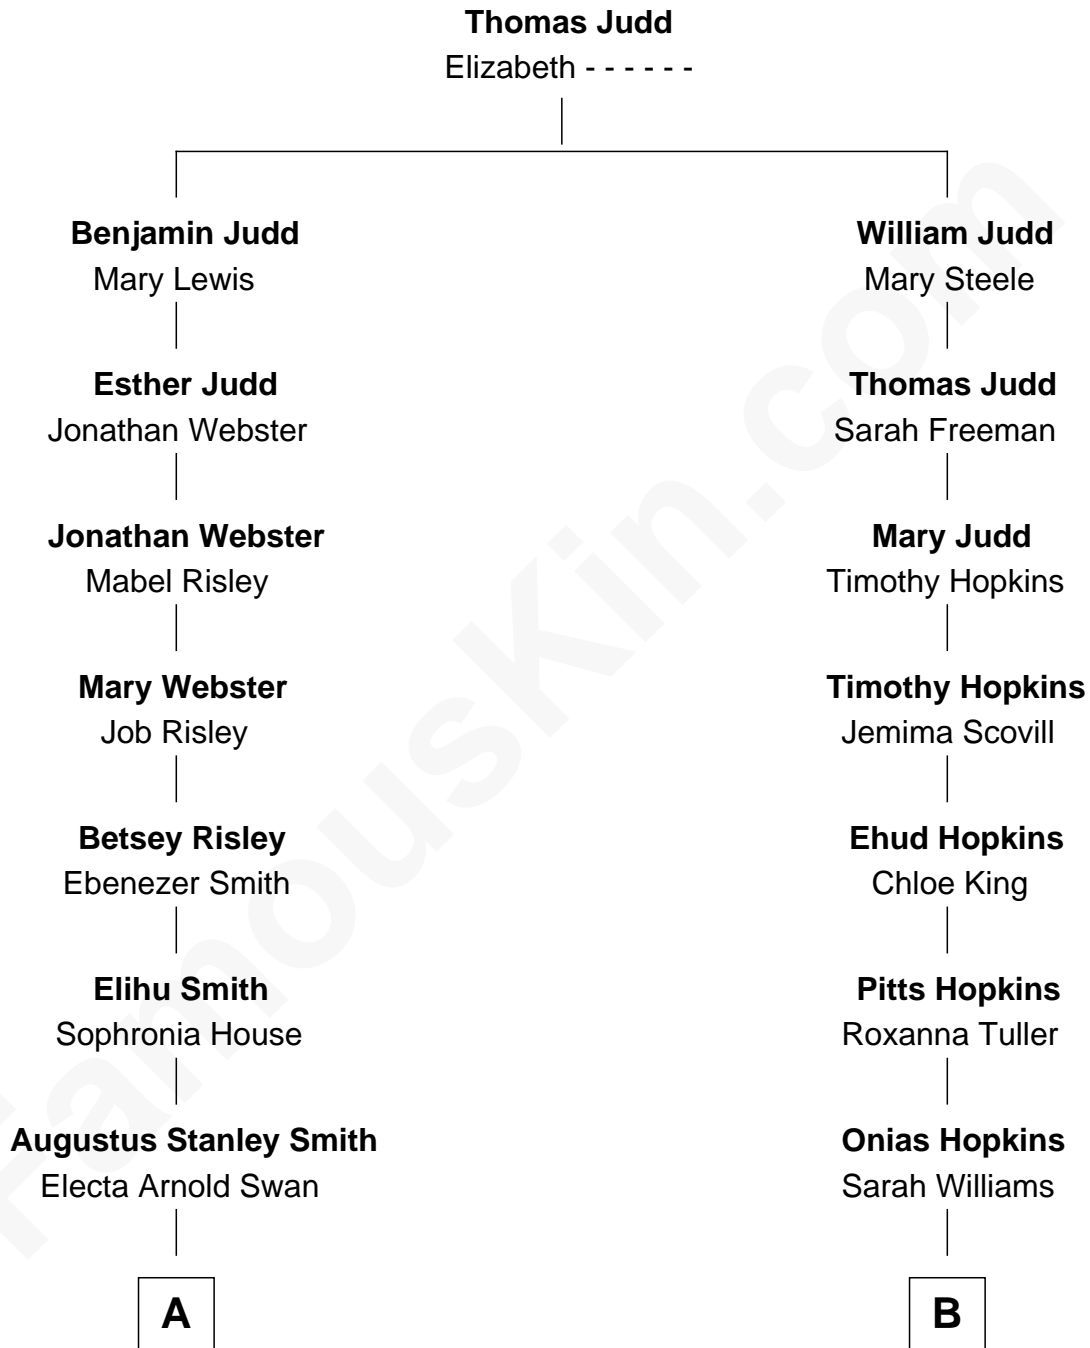 Thomas Judd
Elizabeth - - - - - -
Benjamin Judd
Mary Lewis
William Judd
Mary Steele
Esther Judd
Jonathan Webster
Thomas Judd
Sarah Freeman
Jonathan Webster
Mabel Risley
Mary Judd
Timothy Hopkins
Mary Webster
Job Risley
Timothy Hopkins
Jemima Scovill
Betsey Risley
Ebenezer Smith
Ehud Hopkins
Chloe King
Elihu Smith
Sophronia House
Pitts Hopkins
Roxanna Tuller
Augustus Stanley Smith
Electa Arnold Swan
Onias Hopkins
Sarah Williams
A
B
FamousKin.com